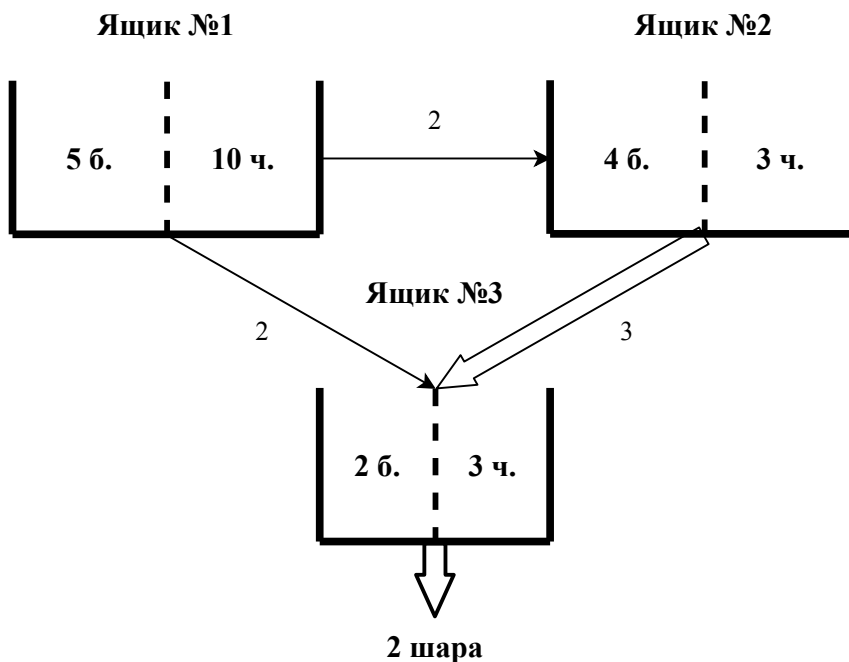 Ящик №1
Ящик №2
5 б.
10 ч.
2
4 б.
3 ч.
Ящик №3
2
3
2 б.
3 ч.
2 шара